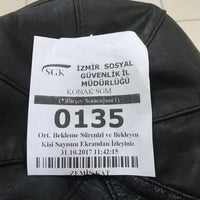 SGK
İZMİR SOSYAL
GÜVENLİK İL
MÜDÜRLÜĞÜ
KONAK SGM
0135
Ort. Bekleme Sürenizi ve Bekleyen
Kişi Sayısını Ekrandan İzleyiniz
31.10.2017 11:42:15
ZEMİN KAT